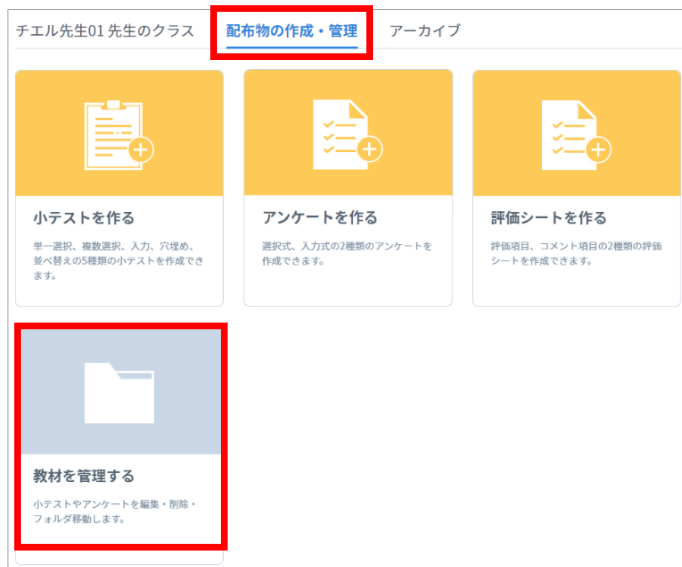 チエル先生01 先生のクラス
配布物の作成・管理
アーカイブ
小テストを作る
単一選択、複数選択、入力、穴埋め、
並べ替えの5種類の小テストを作成でき
ます。
アンケートを作る
選択式、入力式の2種類のアンケートを
作成できます。
評価シートを作る
評価項目、コメント項目の2種類の評価
シートを作成できます。
教材を管理する
小テストやアンケートを編集・削除・
フォルダ移動します。